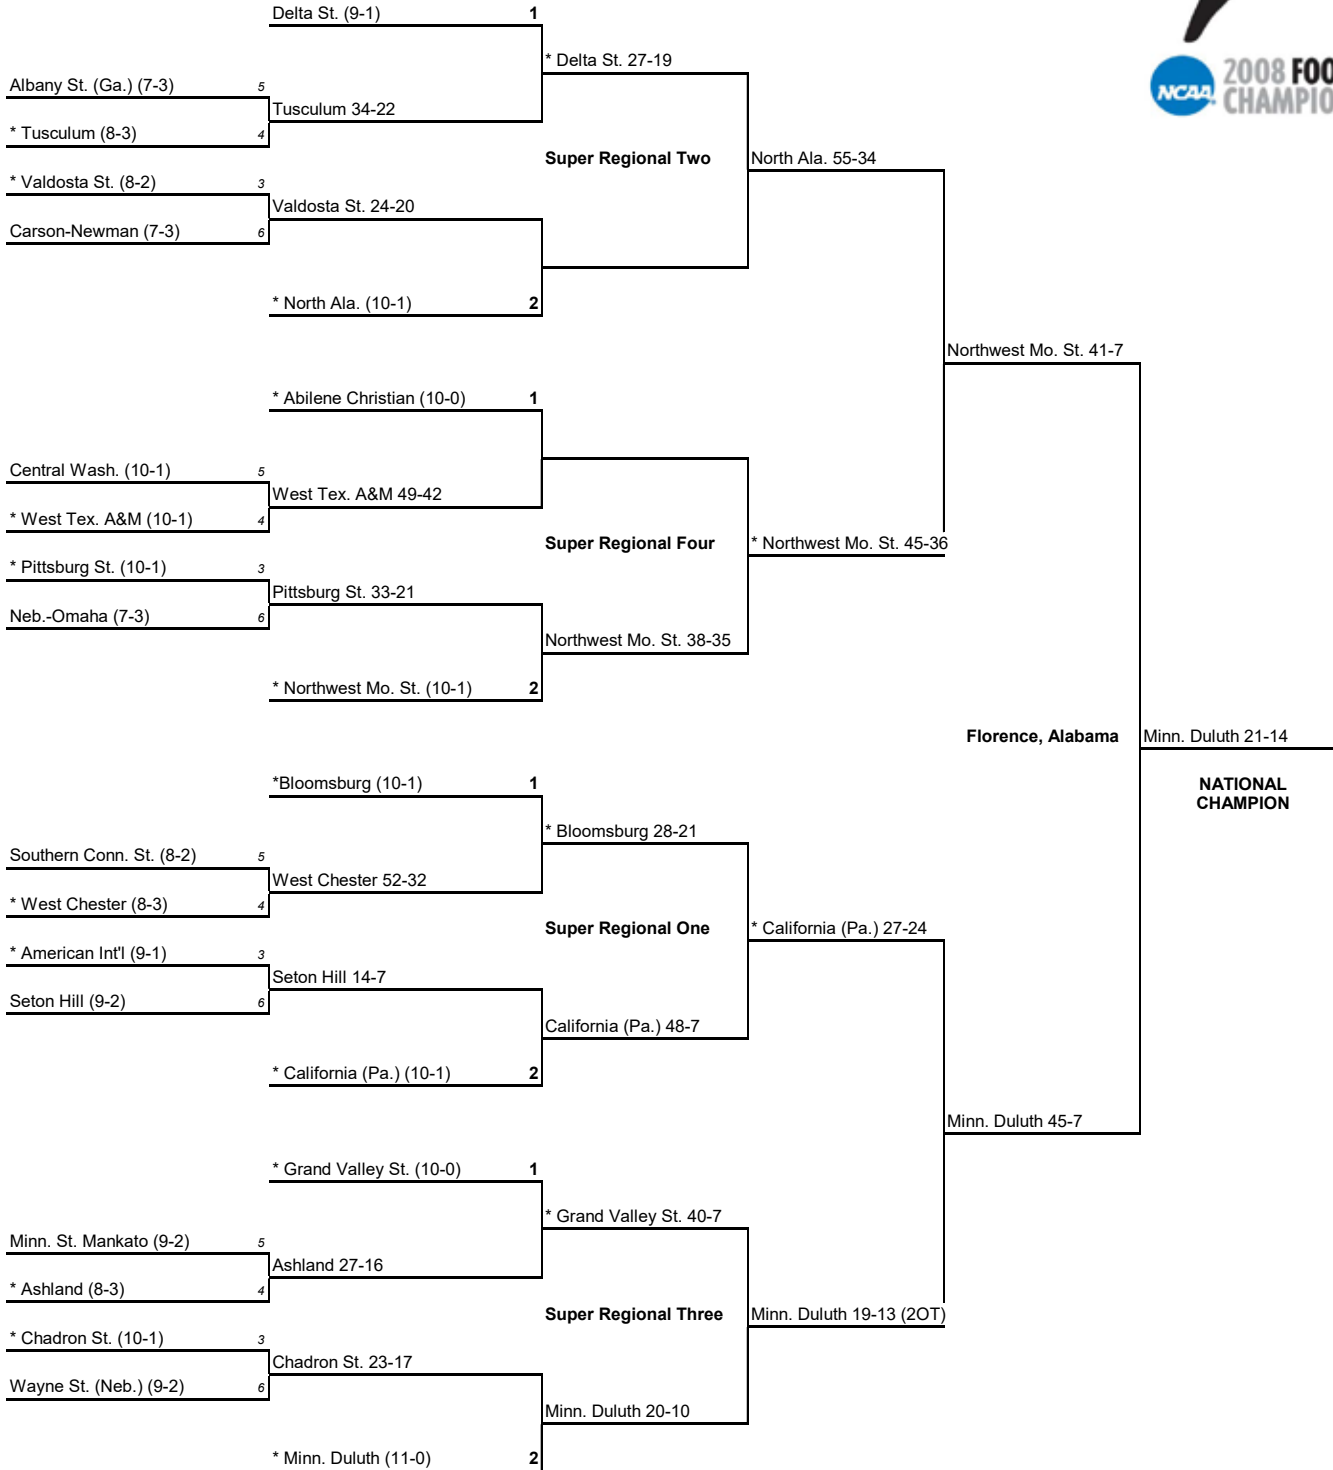 Delta St. (9-1) 1
* Delta St. 27-19
NCAA 2008 FOO
CHAMPIO
Albany St. (Ga.) (7-3) 5
Tusculum 34-22
* Tusculum (8-3) 4
Super Regional Two
North Ala. 55-34
* Valdosta St. (8-2) 3
Valdosta St. 24-20
Carson-Newman (7-3) 6
* North Ala. (10-1) 2
Northwest Mo. St. 41-7
* Abilene Christian (10-0) 1
Central Wash. (10-1) 5
West Tex. A&M 49-42
* West Tex. A&M (10-1) 4
Super Regional Four
* Northwest Mo. St. 45-36
* Pittsburg St. (10-1) 3
Pittsburg St. 33-21
Neb.-Omaha (7-3) 6
Northwest Mo. St. 38-35
* Northwest Mo. St. (10-1) 2
Florence, Alabama
Minn. Duluth 21-14
NATIONAL
CHAMPION
*Bloomsburg (10-1) 1
* Bloomsburg 28-21
Southern Conn. St. (8-2) 5
West Chester 52-32
* West Chester (8-3) 4
Super Regional One
* California (Pa.) 27-24
* American Int'l (9-1) 3
Seton Hill 14-7
Seton Hill (9-2) 6
California (Pa.) 48-7
* California (Pa.) (10-1) 2
Minn. Duluth 45-7
* Grand Valley St. (10-0) 1
* Grand Valley St. 40-7
Minn. St. Mankato (9-2) 5
Ashland 27-16
* Ashland (8-3) 4
Super Regional Three
Minn. Duluth 19-13 (2OT)
* Chadron St. (10-1) 3
Chadron St. 23-17
Wayne St. (Neb.) (9-2) 6
Minn. Duluth 20-10
* Minn. Duluth (11-0) 2